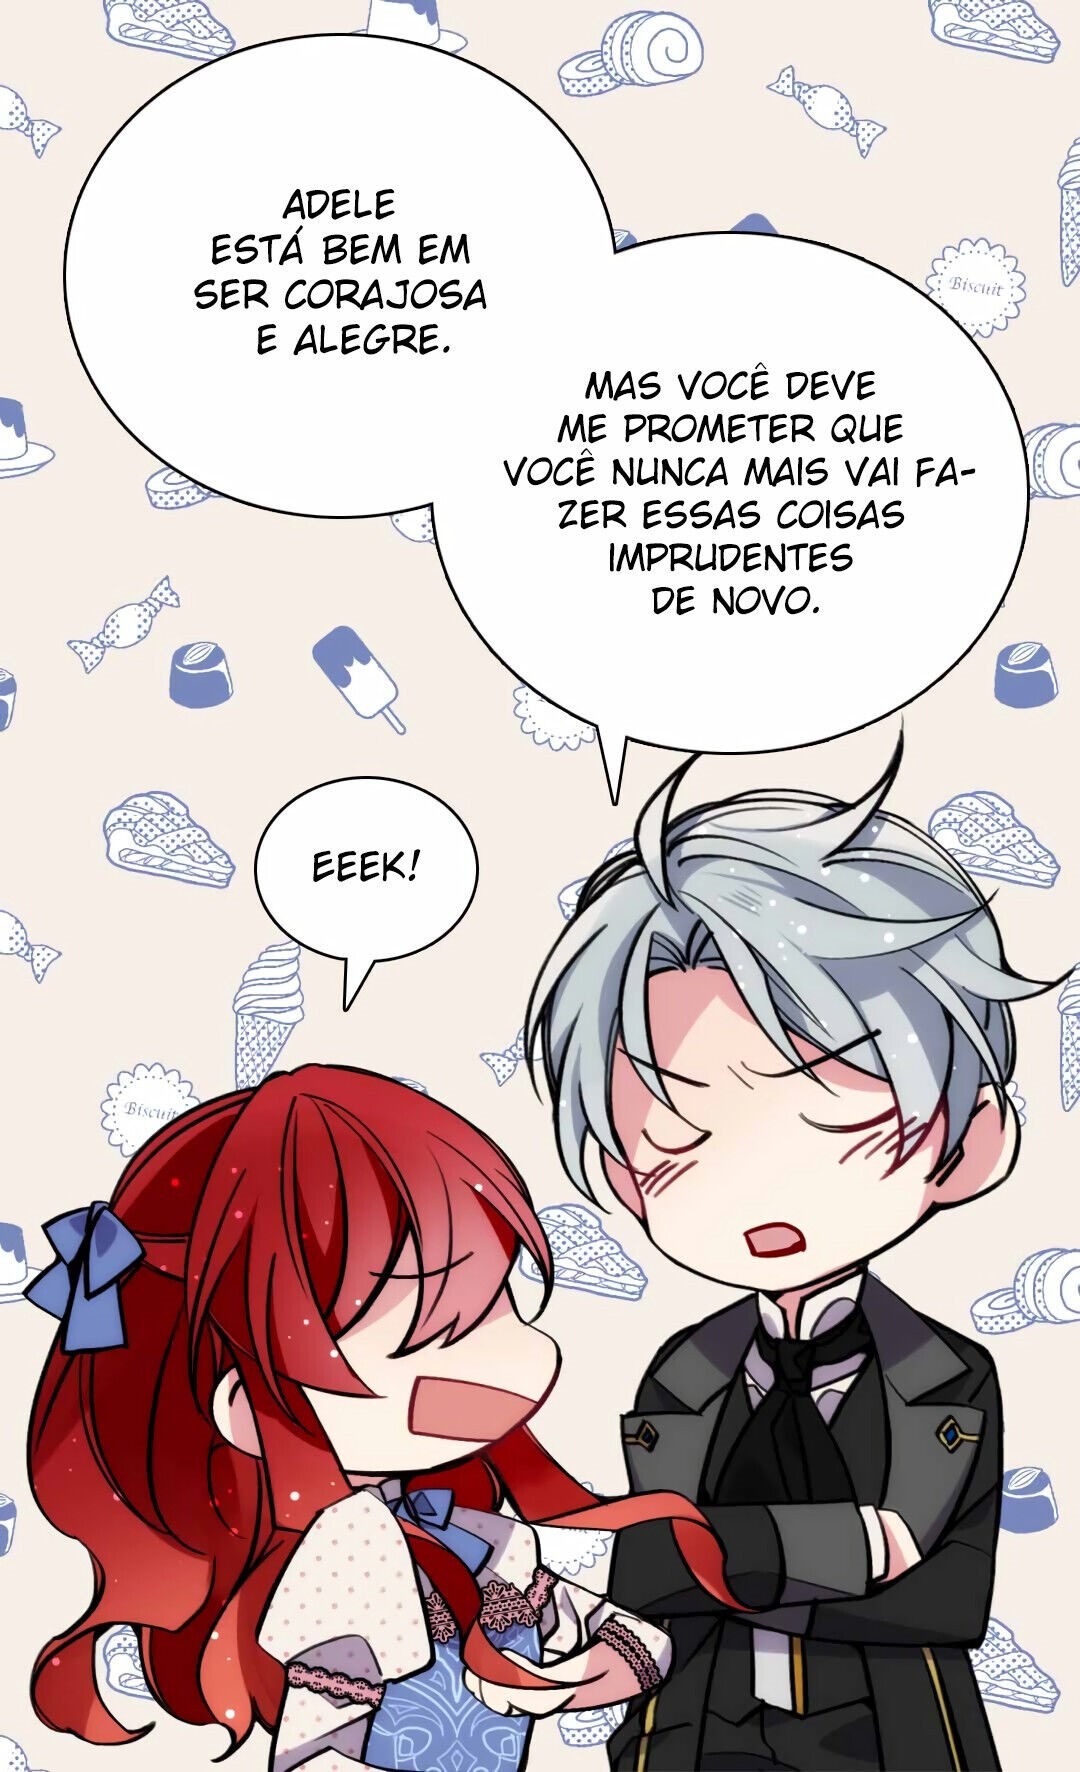 ADELE
ESTÁ BEM EM
SER CORAJOSA
E ALEGRE.
MAS VOCÊ DEVE
ME PROMETER QUE
VOCÊ NUNCA MAIS VAI FA-
ZER ESSAS COISAS
IMPRUDENTES
DE NOVO.
Biscuit
EEEK!
Biscuit